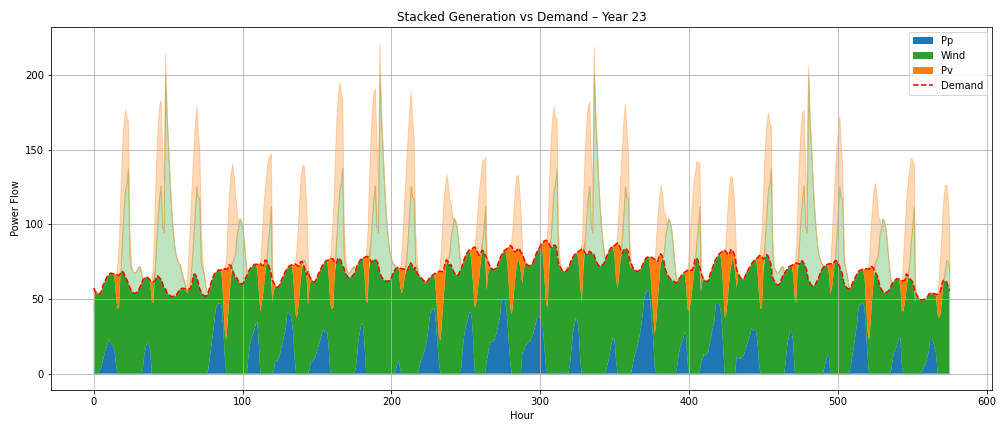 Stacked Generation vs Demand – Year 23
Pp
Wind
Pv
Demand
Power Flow
200
150
100
50
0
0 100 200 300 400 500 600
Hour